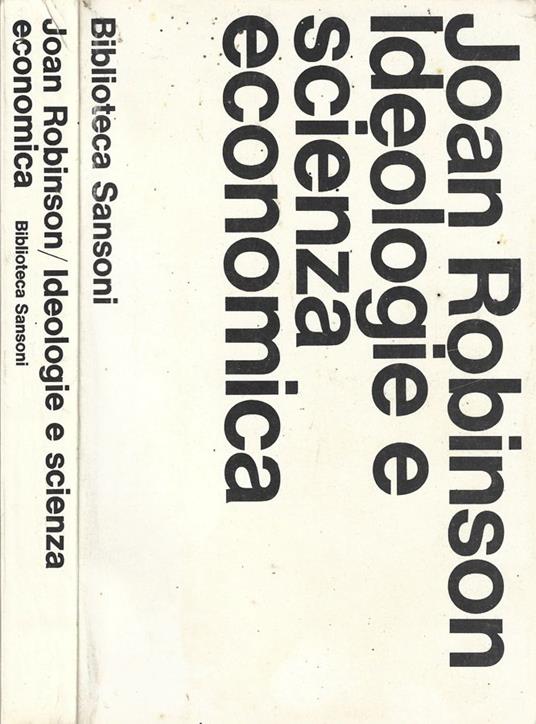 Joan Robinson
Ideologie e
scienza
economica
Biblioteca Sansoni
Joan Robinson/Ideologie e scienza
economica Biblioteca Sansoni